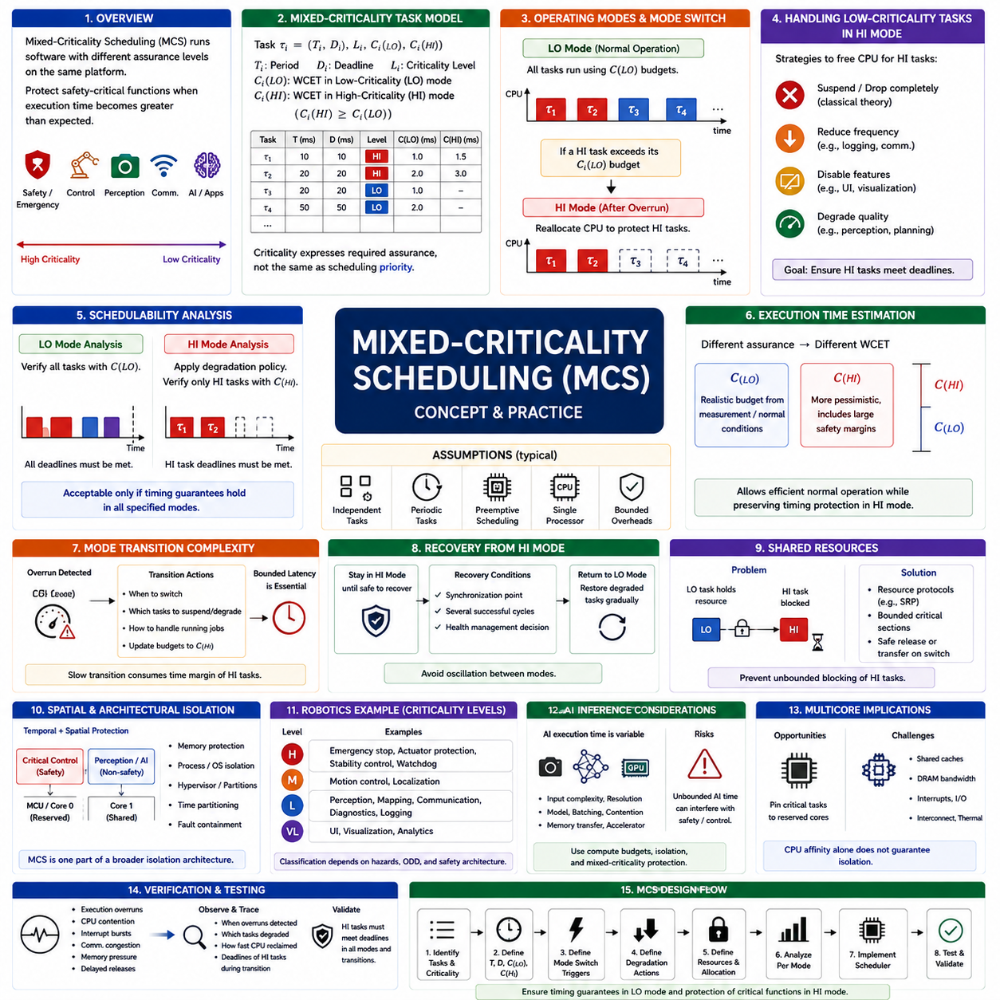 1. OVERVIEW
Mixed-Criticality Scheduling (MCS) runs
software with different assurance levels
on the same platform.
Protect safety-critical functions when
execution time becomes greater
than expected.
Safety /
Emergency
Control
Perception
Comm.
AI / Apps
High Criticality
Low Criticality
2. MIXED-CRITICALITY TASK MODEL
Task τi = (Ti, Di), Li, Ci(LO), Ci(HI))
Ti: Period Di: Deadline Li: Criticality Level
Ci(LO): WCET in Low-Criticality (LO) mode
Ci(HI): WCET in High-Criticality (HI) mode
(Ci(HI) ≥ Ci(LO))
Task T (ms) D (ms) Level C(LO) (ms) C(HI) (ms)
τ1 10 10 HI 1.0 1.5
τ2 20 20 HI 2.0 3.0
τ3 20 20 LO 1.0 –
τ4 50 50 LO 2.0 –
...
Criticality expresses required assurance,
not the same as scheduling priority.
3. OPERATING MODES & MODE SWITCH
LO Mode (Normal Operation)
All tasks run using C(LO) budgets.
CPU
τ1 τ2 τ3 τ4 ...
time
If a HI task exceeds its
Ci(LO) budget
HI Mode (After Overrun)
Reallocate CPU to protect HI tasks.
CPU
τ1 τ2 τ3 τ4 ...
time
4. HANDLING LOW-CRITICALITY TASKS
IN HI MODE
Strategies to free CPU for HI tasks:
Suspend / Drop completely
(classical theory)
Reduce frequency
(e.g., logging, comm.)
Disable features
(e.g., UI, visualization)
Degrade quality
(e.g., perception, planning)
Goal: Ensure HI tasks meet deadlines.
5. SCHEDULABILITY ANALYSIS
LO Mode Analysis
Verify all tasks with C(LO).
Time
All deadlines must be met.
HI Mode Analysis
Apply degradation policy.
Verify only HI tasks with C(HI).
τ1 τ2
Time
HI task deadlines must be met.
Acceptable only if timing guarantees hold
in all specified modes.
MIXED-CRITICALITY
SCHEDULING (MCS)
CONCEPT & PRACTICE
ASSUMPTIONS (typical)
Independent
Tasks
Periodic
Tasks
Preemptive
Scheduling
CPU
Single
Processor
Bounded
Overheads
6. EXECUTION TIME ESTIMATION
Different assurance → Different WCET
C(LO)
Realistic budget from
measurement / normal
conditions
C(HI)
More pessimistic,
includes large
safety margins
C(HI)
C(LO)
Allows efficient normal operation while
preserving timing protection in HI mode.
7. MODE TRANSITION COMPLEXITY
Overrun Detected
Transition Actions
• When to switch
• Which tasks to suspend/degrade
• How to handle running jobs
• Update budgets to C(HI)
Bounded Latency
is Essential
Slow transition consumes time margin of HI tasks.
8. RECOVERY FROM HI MODE
Stay in HI Mode
until safe to recover
Recovery Conditions
✓ Synchronization point
✓ Several successful cycles
✓ Health management decision
Return to LO Mode
Restore degraded
tasks gradually
Avoid oscillation between modes.
9. SHARED RESOURCES
Problem
LO task holds
resource
HI task
blocked
LO
HI
Solution
• Resource protocols
(e.g., SRP)
• Bounded critical
sections
• Safe release or
transfer on switch
Prevent unbounded blocking of HI tasks.
10. SPATIAL & ARCHITECTURAL ISOLATION
Temporal + Spatial Protection
Critical Control
(Safety)
Perception / AI
(Non-safety)
MCU / Core 0
(Reserved)
Core 1
(Shared)
• Memory protection
• Process / OS isolation
• Hypervisor / Partitions
• Time partitioning
• Fault containment
MCS is one part of a broader isolation architecture.
11. ROBOTICS EXAMPLE (CRITICALITY LEVELS)
Level Examples
H Emergency stop, Actuator protection,
Stability control, Watchdog
M Motion control, Localization
L Perception, Mapping, Communication,
Diagnostics, Logging
VL UI, Visualization, Analytics
Classification depends on hazards, ODD, and safety architecture.
12. AI INFERENCE CONSIDERATIONS
AI execution time is variable
GPU
• Input complexity, Resolution
• Model, Batching, Contention
• Memory transfer, Accelerator
Risks
Unbounded AI time
can interfere with
safety / control.
Use compute budgets, isolation,
and mixed-criticality protection.
13. MULTICORE IMPLICATIONS
Opportunities
Pin critical tasks
to reserved cores
Challenges
• Shared caches
• DRAM bandwidth
• Interrupts, I/O
• Interconnect, Thermal
CPU affinity alone does not guarantee
isolation.
14. VERIFICATION & TESTING
• Execution overruns
• CPU contention
• Interrupt bursts
• Comm. congestion
• Memory pressure
• Delayed releases
Observe & Trace
• When overruns detected
• Which tasks degraded
• How fast CPU reclaimed
• Deadlines of HI tasks
during transition
Validate
HI tasks must
meet deadlines
in all modes and
transitions.
15. MCS DESIGN FLOW
1. Identify
Tasks &
Criticality
2. Define
T, D, C(LO),
C(HI)
3. Define
Mode Switch
Triggers
4. Define
Degradation
Actions
5. Define
Resources &
Allocation
6. Analyze
Per Mode
7. Implement
Scheduler
8. Test &
Validate
Ensure timing guarantees in LO mode and protection of critical functions in HI mode.